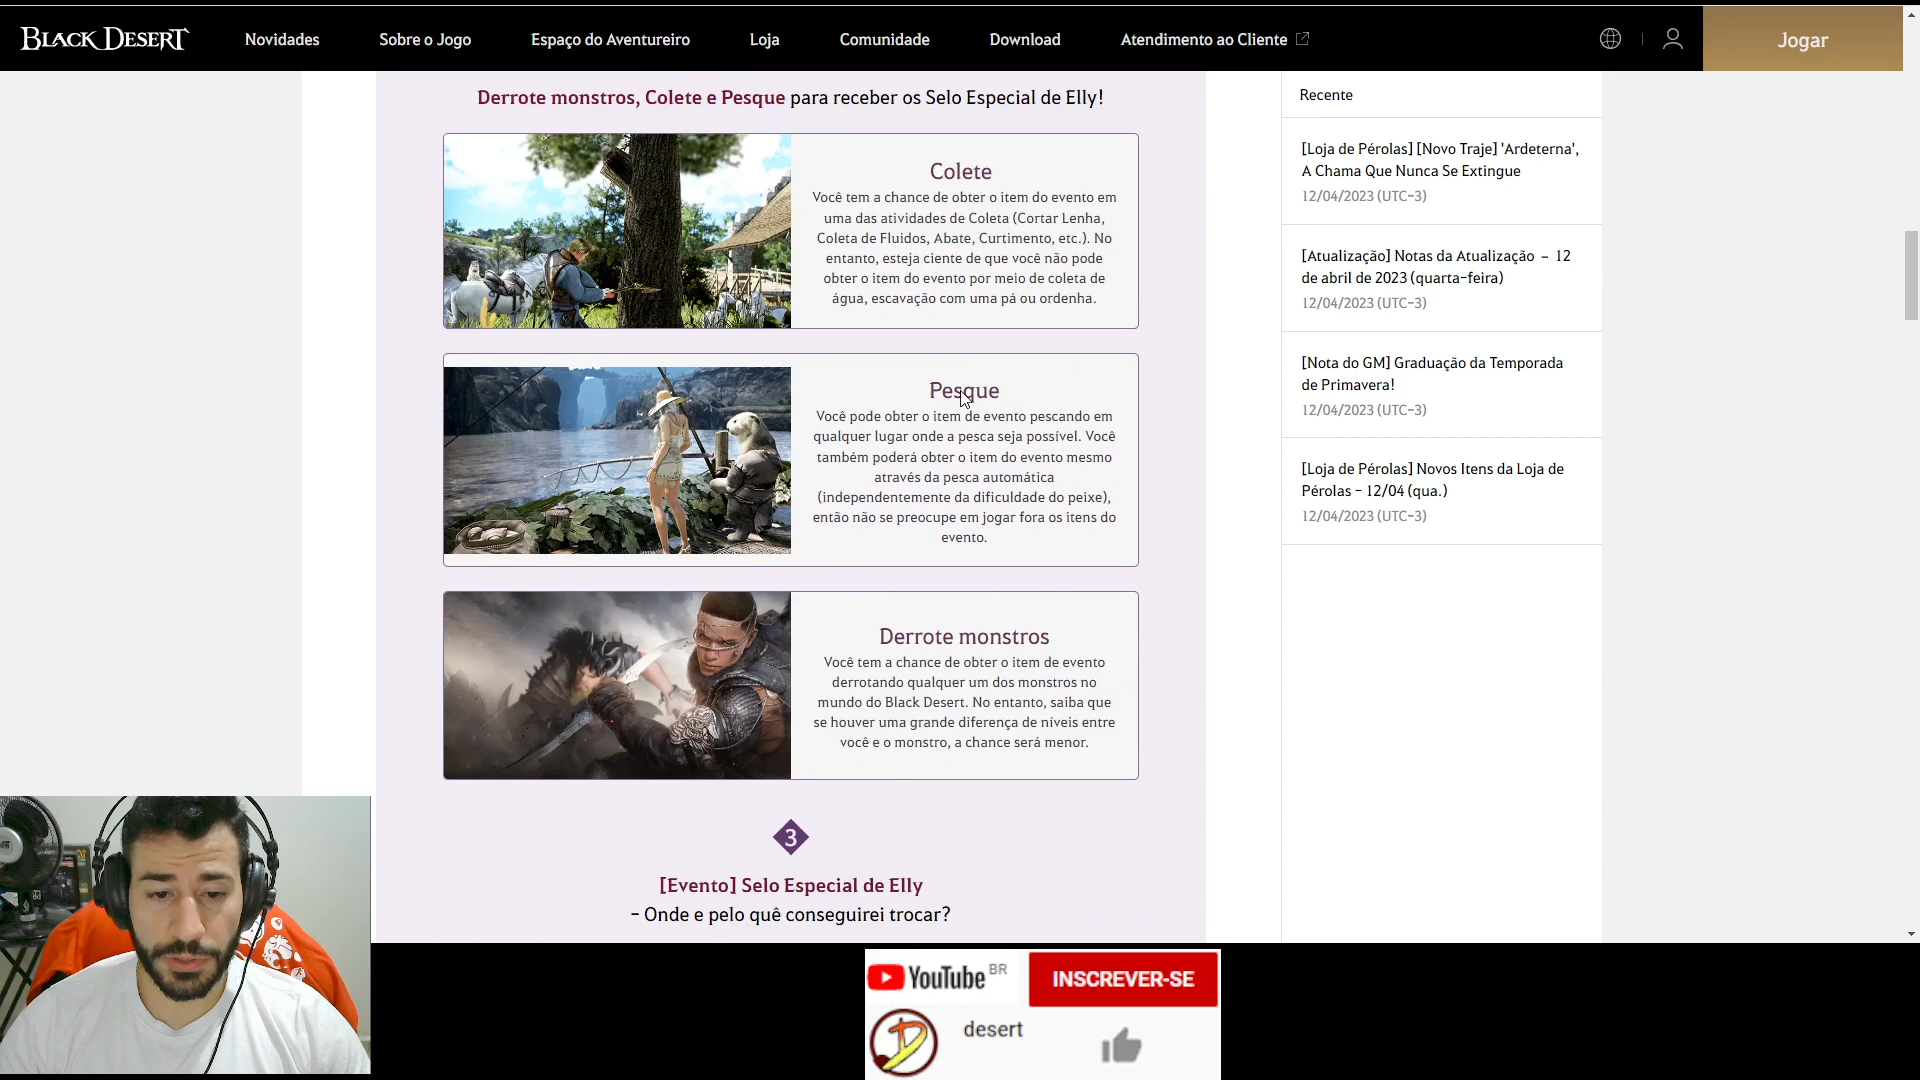 BLACK DESERT
Novidades
Sobre o Jogo
Espaço do Aventureiro
Loja
Comunidade
Download
Atendimento ao Cliente
Jogar
Derrote monstros, Colete e Pesque para receber os Selo Especial de Elly!
Colete
Você tem a chance de obter o item do evento em
uma das atividades de Coleta (Cortar Lenha,
Coleta de Fluidos, Abate, Curtimento, etc.). No
entanto, esteja ciente de que você não pode
obter o item do evento por meio de coleta de
água, escavação com uma pá ou ordenha.
Pesque
Você pode obter o item de evento pescando em
qualquer lugar onde a pesca seja possível. Você
também poderá obter o item do evento mesmo
através da pesca automática
(independentemente da dificuldade do peixe),
então não se preocupe em jogar fora os itens do
evento.
Derrote monstros
Você tem a chance de obter o item de evento
derrotando qualquer um dos monstros no
mundo do Black Desert. No entanto, saiba que
se houver uma grande diferença de níveis entre
você e o monstro, a chance será menor.
3
[Evento] Selo Especial de Elly
- Onde e pelo quê conseguirei trocar?
Recente
[Loja de Pérolas] [Novo Traje] 'Ardeterna',
A Chama Que Nunca Se Extingue
12/04/2023 (UTC-3)
[Atualização] Notas da Atualização - 12
de abril de 2023 (quarta-feira)
12/04/2023 (UTC-3)
[Nota do GM] Graduação da Temporada
de Primavera!
12/04/2023 (UTC-3)
[Loja de Pérolas] Novos Itens da Loja de
Pérolas - 12/04 (qua.)
12/04/2023 (UTC-3)
YouTube BR
INSCREVER-SE
D
desert